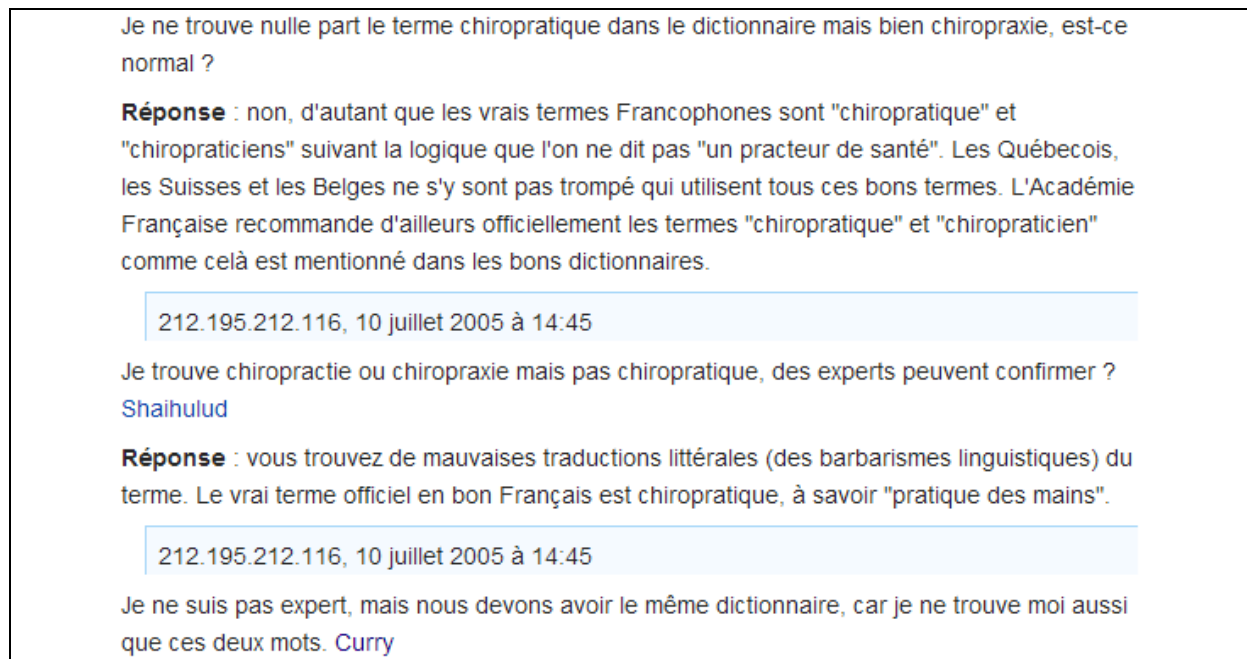 Je ne trouve nulle part le terme chiropratique dans le dictionnaire mais bien chiropraxie, est-ce
normal ?
Réponse : non, d'autant que les vrais termes Francophones sont "chiropratique" et
"chiropraticiens" suivant la logique que l'on ne dit pas "un practeur de santé". Les Québecois,
les Suisses et les Belges ne s'y sont pas trompé qui utilisent tous ces bons termes. L'Académie
Française recommande d'ailleurs officiellement les termes "chiropratique" et "chiropraticien"
comme celà est mentionné dans les bons dictionnaires.
212.195.212.116, 10 juillet 2005 à 14:45
Je trouve chiropractie ou chiropraxie mais pas chiropratique, des experts peuvent confirmer ?
Shaihulud
Réponse : vous trouvez de mauvaises traductions littérales (des barbarismes linguistiques) du
terme. Le vrai terme officiel en bon Français est chiropratique, à savoir "pratique des mains".
212.195.212.116, 10 juillet 2005 à 14:45
Je ne suis pas expert, mais nous devons avoir le même dictionnaire, car je ne trouve moi aussi
que ces deux mots. Curry